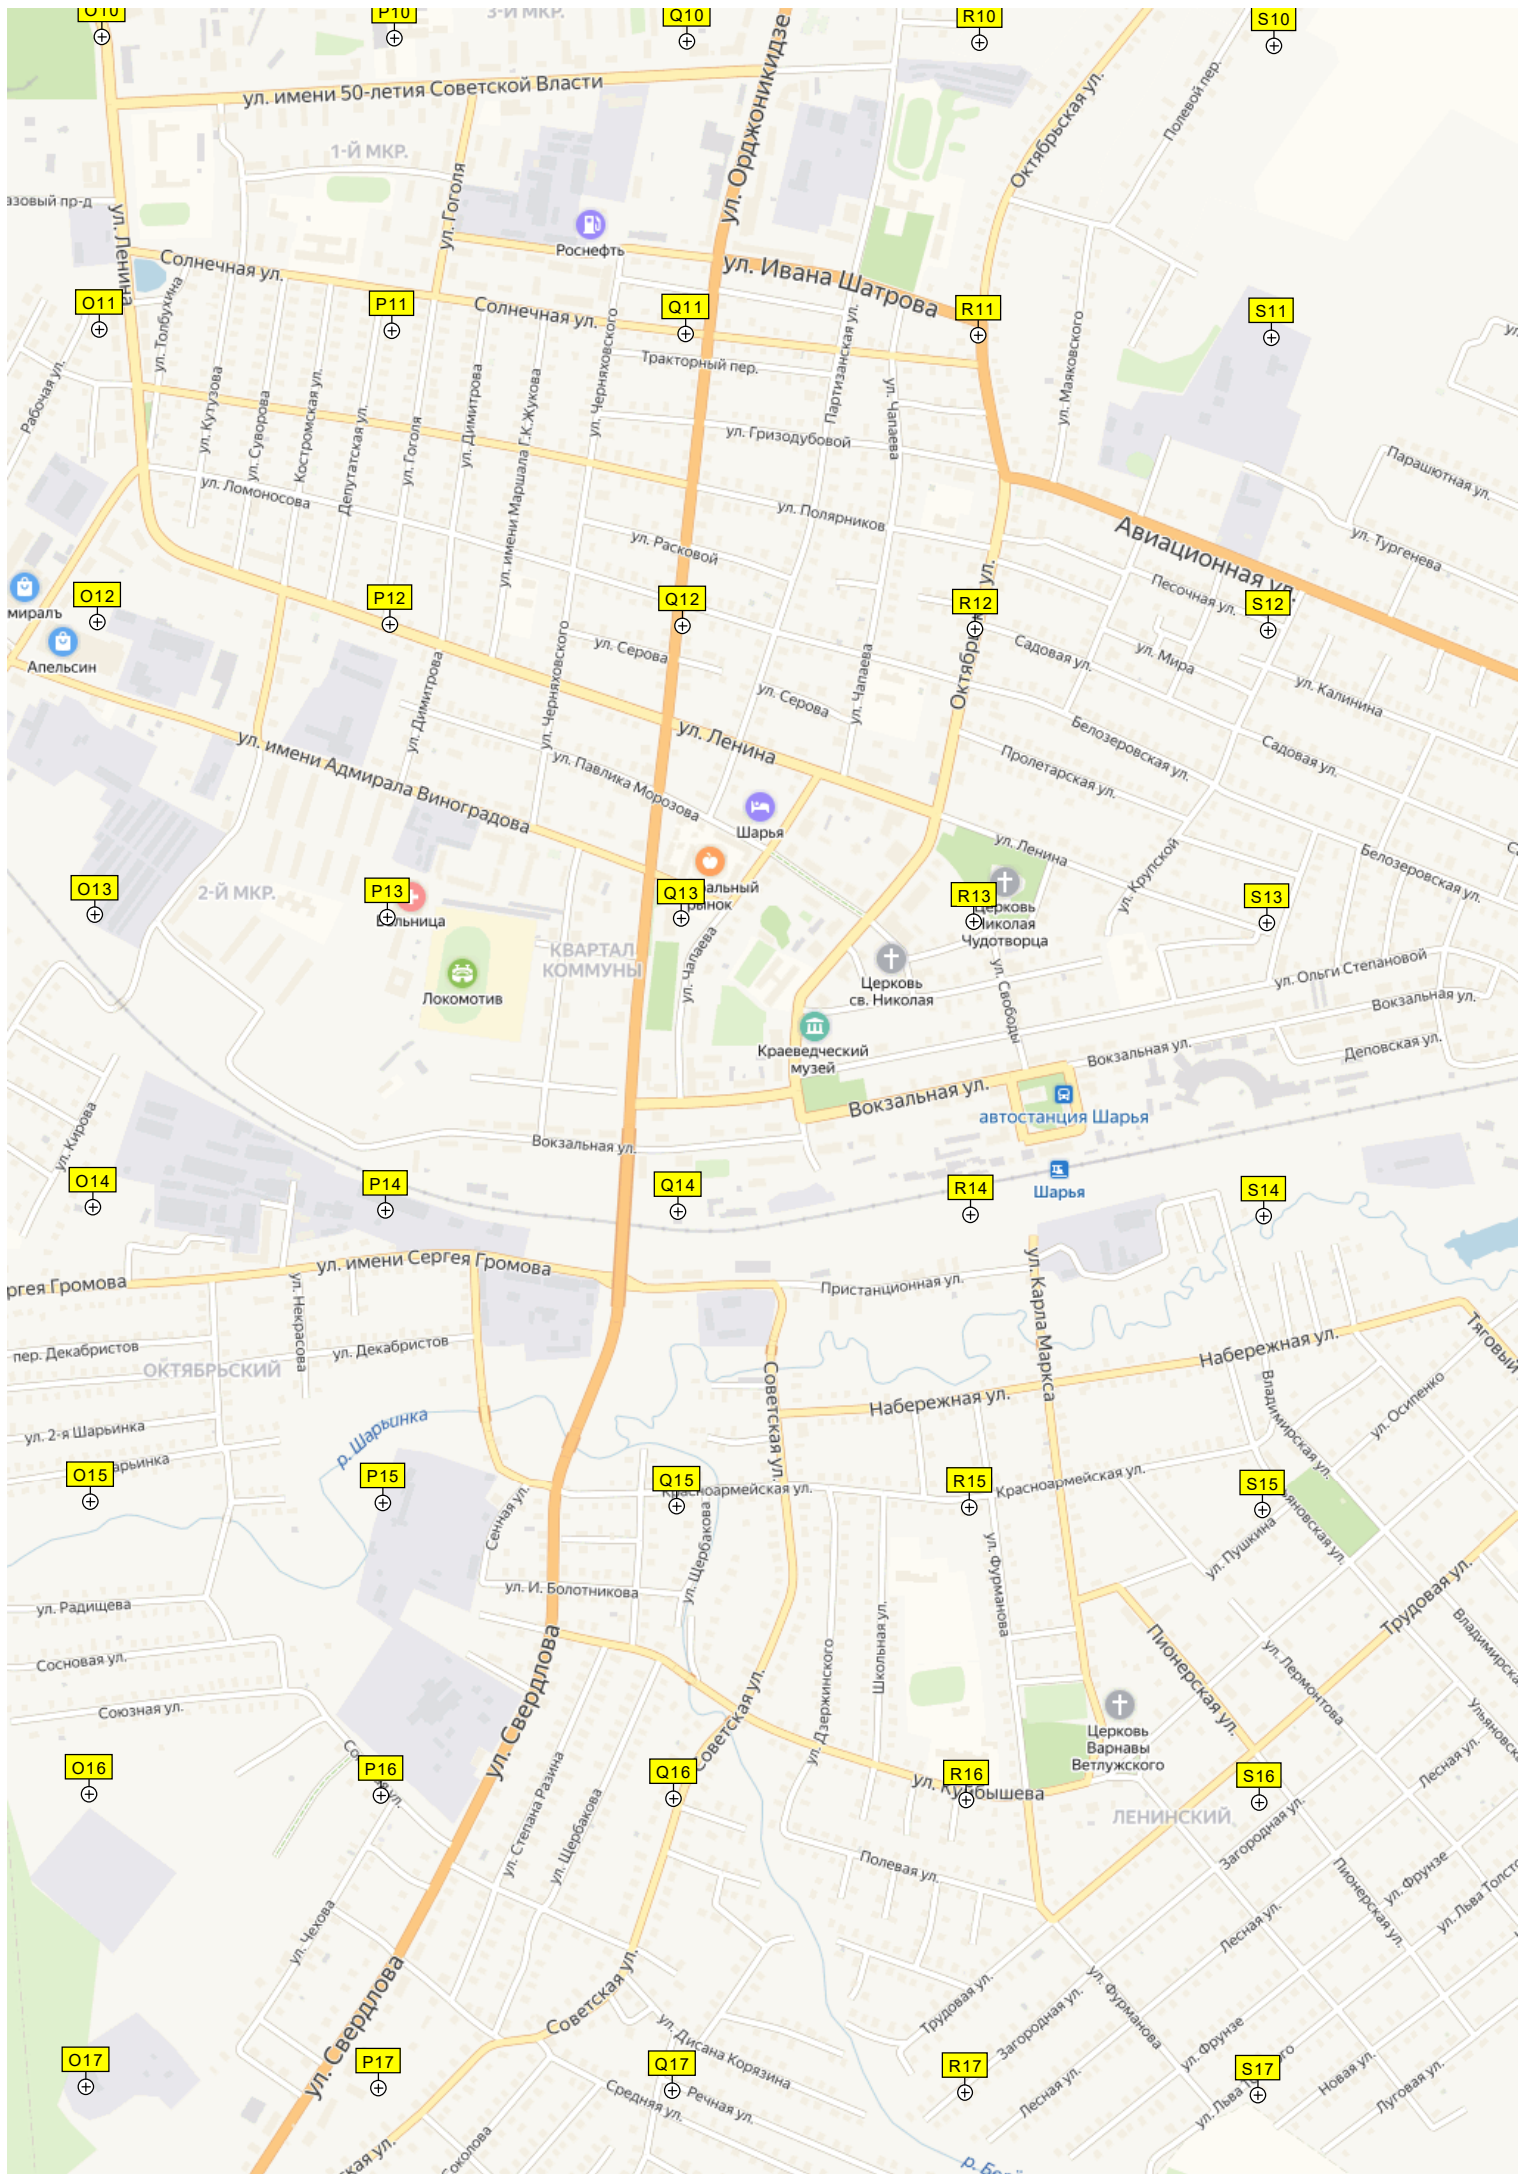 O10
P10
3-Й МКР.
Q10
R10
S10
ул. имени 50-летия Советской Власти
ул. Орджоникидзе
Октябрьская ул.
Полевой пер.
1-Й МКР.
ул. Гоголя
ул. Ленина
Роснефть
Солнечная ул.
ул. Ивана Шатрова
O11
P11
Q11
R11
S11
Солнечная ул.
ул. Толбухина
Тракторный пер.
Партизанская ул.
ул. Маяковского
Рабочая ул.
ул. Кутузова
ул. Суворова
Костромская ул.
Депутатская ул.
ул. Гоголя
ул. Димитрова
ул. имени Маршала Г.К.Жукова
ул. Черняховского
ул. Чапаева
ул. Гризодубовой
Парашютная ул.
ул. Ломоносова
ул. Полярников
Авиационная ул.
ул. Расковой
ул. Тургенева
Песочная ул.
O12
P12
Q12
R12
S12
Апельсин
ул. Серова
Садовая ул.
ул. Мира
ул. Калинина
ул. Димитрова
ул. Черняховского
ул. Серова
ул. Чапаева
ул. Ленина
Белозеровская ул.
Садовая ул.
ул. имени Адмирала Виноградова
ул. Павлика Морозова
Пролетарская ул.
Шарья
ул. Ленина
ул. Крупской
Белозеровская ул.
2-Й МКР.
O13
P13
Q13
R13
S13
Церковь
Николая
Чудотворца
КВАРТАЛ
КОММУНЫ
Локомотив
ул. Чапаева
Церковь
св. Николая
ул. Свободы
ул. Ольги Степановой
Вокзальная ул.
Краеведческий
музей
Вокзальная ул.
Деповская ул.
Вокзальная ул.
автостанция Шарья
ул. Кирова
Вокзальная ул.
O14
P14
Q14
R14
S14
Шарья
ул. имени Сергея Громова
Громова
Пристанционная ул.
ул. Некрасова
ул. Карла Маркса
пер. Декабристов
ул. Декабристов
ОКТЯБРЬСКИЙ
Набережная ул.
Тяговый
Советская ул.
Набережная ул.
Владимирская ул.
ул. Осипенко
ул. 2-я Шарьинка
р. Шарьинка
O15
P15
Q15
R15
S15
Красноармейская ул.
Красноармейская ул.
Сенная ул.
ул. Щербакова
ул. Фурманова
ул. Пушкина
ул. И. Болотникова
ул. Радищева
Трудовая ул.
Сосновая ул.
Союзная ул.
ул. Свердлова
Советская ул.
ул. Дзержинского
Школьная ул.
Пионерская ул.
ул. Лермонтова
Церковь
Варнавы
Ветлужского
O16
P16
Q16
R16
S16
Лесная ул.
ул. Степана Разина
ул. Щербакова
ЛЕНИНСКИЙ
Загородная ул.
Полевая ул.
Пионерская ул.
ул. Фрунзе
ул. Чехова
Лесная ул.
ул. Свердлова
Советская ул.
Трудовая ул.
ул. Фурманова
Загородная ул.
ул. Дисана Корязина
ул. Фрунзе
O17
P17
Q17
R17
S17
Новая ул.
Луговая ул.
Средняя ул.
Речная ул.
Лесная ул.